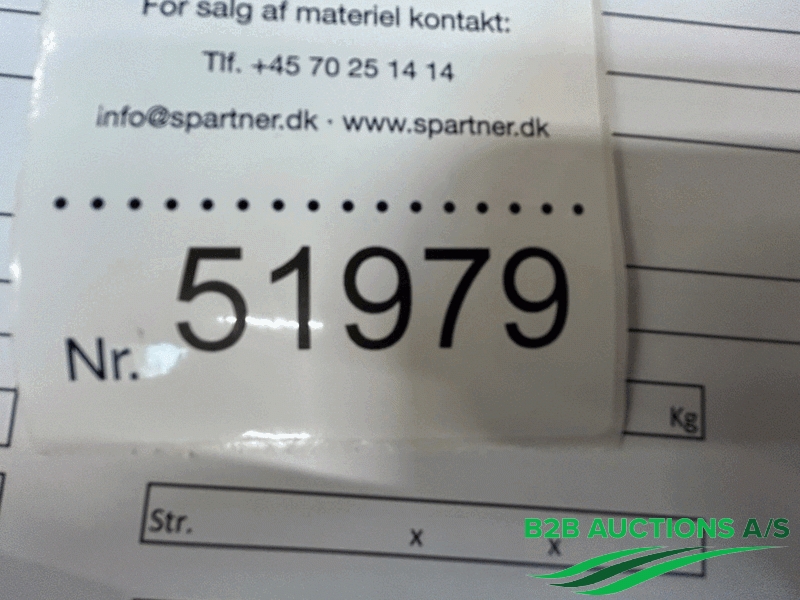 For salg af materiel kontakt:
Tlf. +45 70 25 14 14
info@spartner.dk · www.spartner.dk
Nr. 51979
Kg
Str. x x
B2B AUCTIONS A/S